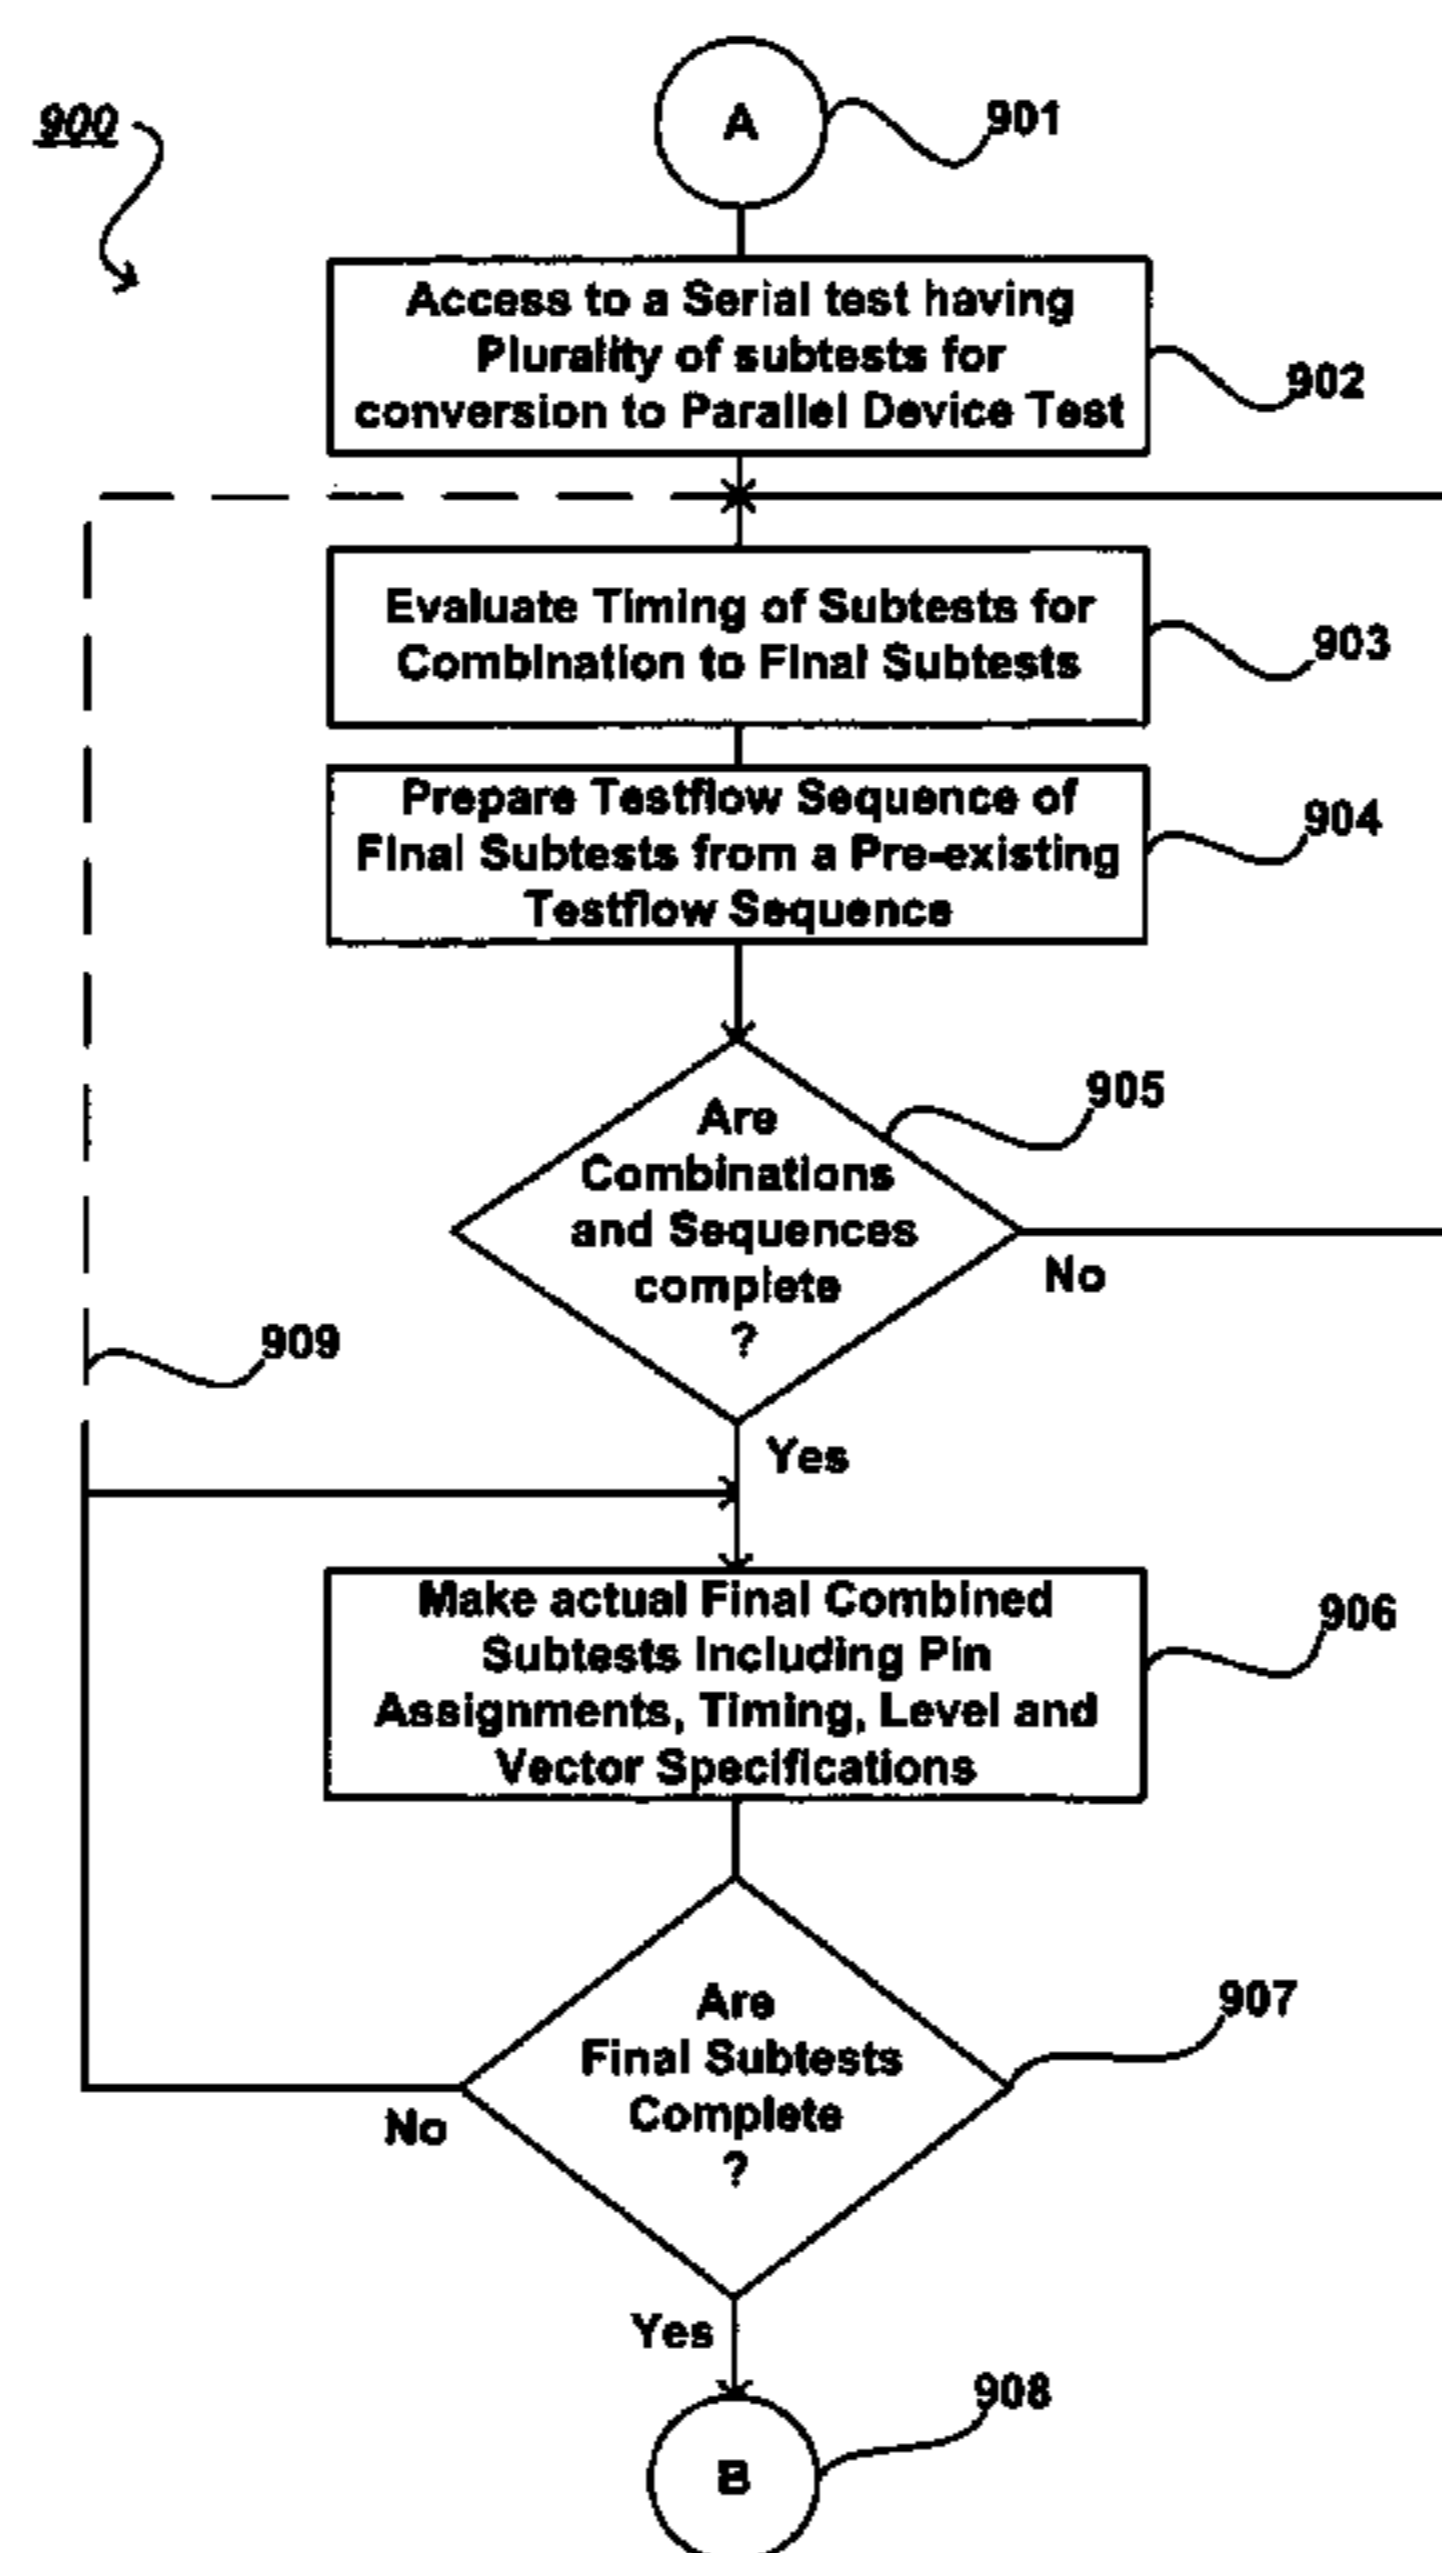 900
A
901
Access to a Serial test having
Plurality of subtests for
conversion to Parallel Device Test
902
Evaluate Timing of Subtests for
Combination to Final Subtests
903
Prepare Testflow Sequence of
Final Subtests from a Pre-existing
Testflow Sequence
904
Are
Combinations
and Sequences
complete
?
905
No
909
Yes
Make actual Final Combined
Subtests Including Pin
Assignments, Timing, Level and
Vector Specifications
906
Are
Final Subtests
Complete
?
907
No
Yes
B
908